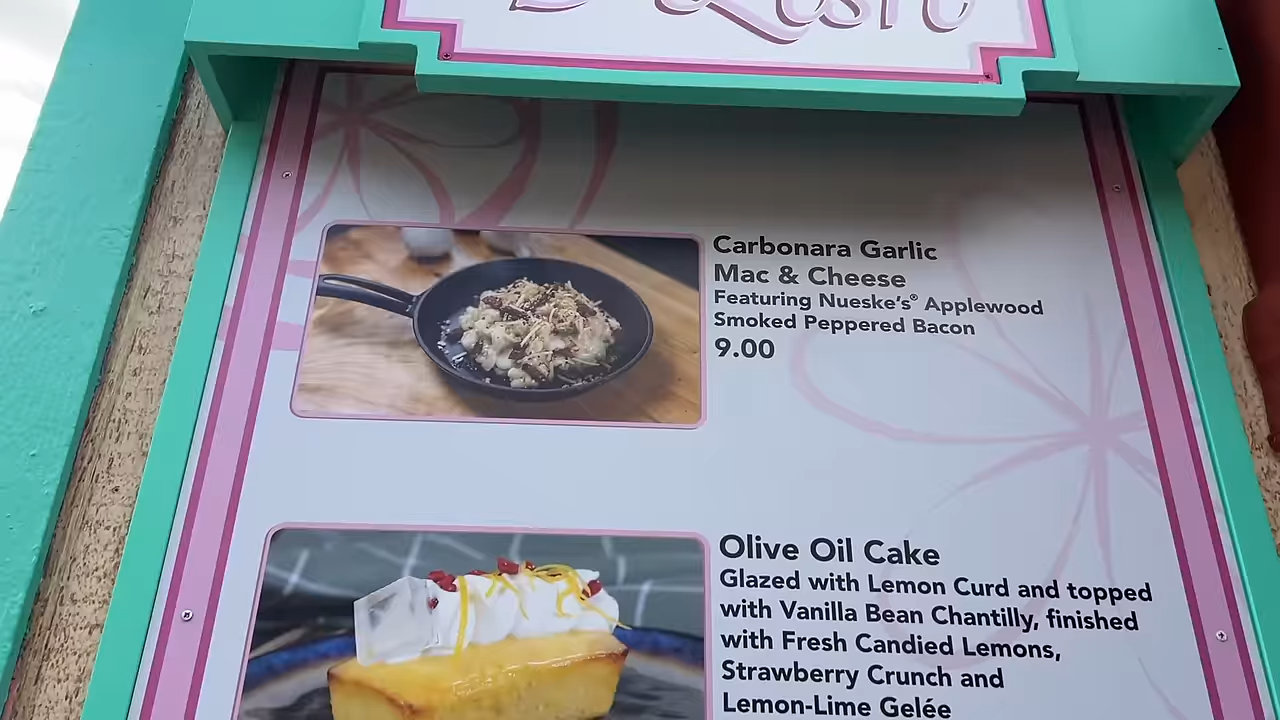 D'Lish
Carbonara Garlic
Mac & Cheese
Featuring Nueske's® Applewood
Smoked Peppered Bacon
9.00
Olive Oil Cake
Glazed with Lemon Curd and topped
with Vanilla Bean Chantilly, finished
with Fresh Candied Lemons,
Strawberry Crunch and
Lemon-Lime Gelée